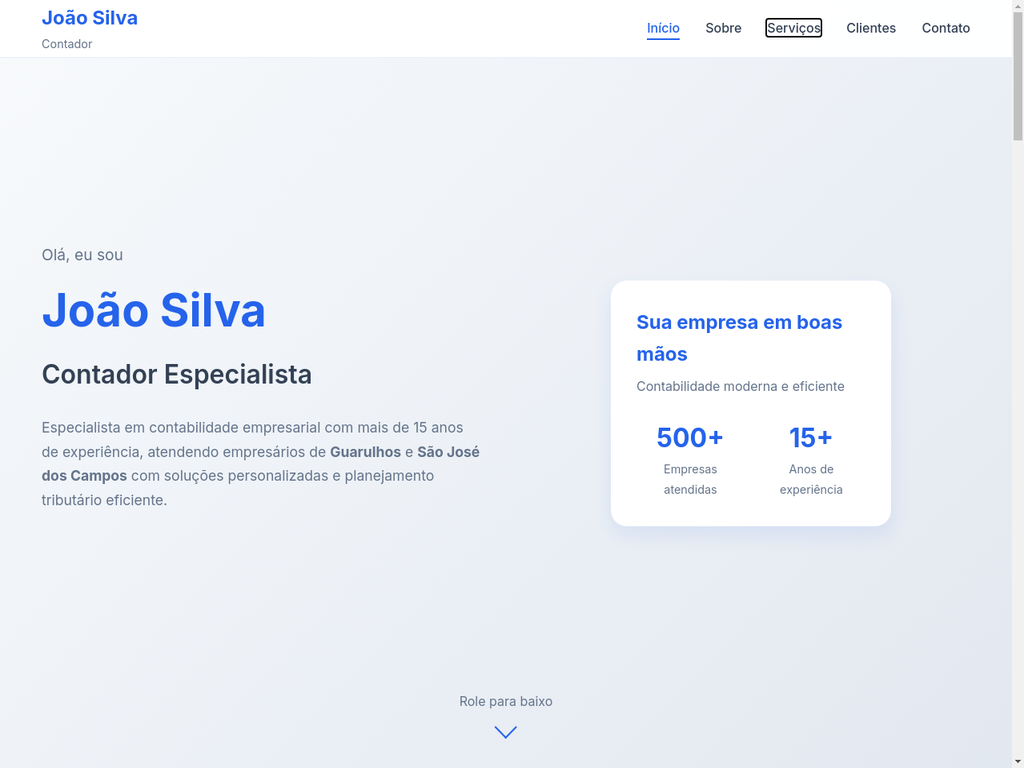 João Silva
Contador
Início Sobre Serviços Clientes Contato
Olá, eu sou
João Silva
Contador Especialista
Especialista em contabilidade empresarial com mais de 15 anos
de experiência, atendendo empresários de Guarulhos e São José
dos Campos com soluções personalizadas e planejamento
tributário eficiente.
Sua empresa em boas
mãos
Contabilidade moderna e eficiente
500+
Empresas
atendidas
15+
Anos de
experiência
Role para baixo